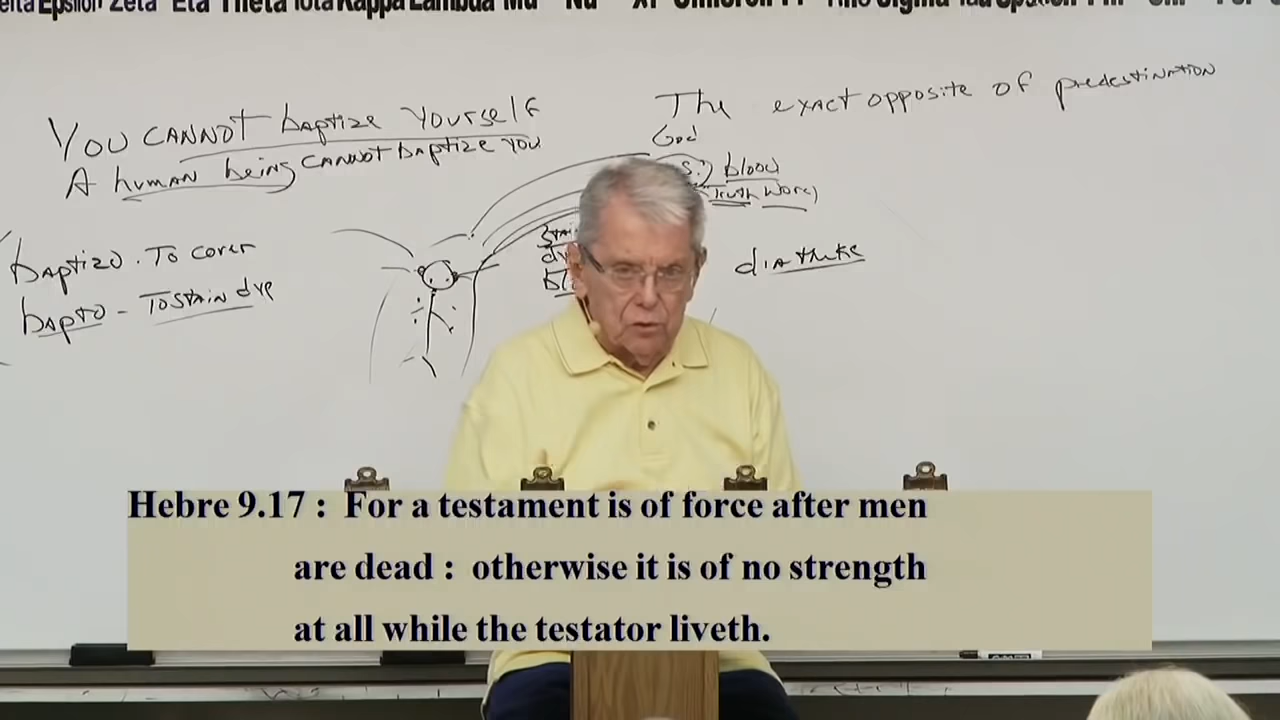 Epsilon Zeta Eta Theta Iota Kappa Lambda Mu Nu Xi Omicron Pi Rho Sigma Tau Upsilon Phi Chi
YOU CANNOT baptize YOURSELF
A human being CANNOT baptize you
The exact opposite of predestination
God
blood
Truth Word)
baptizo . To cover
bapto - To stain dye
diatheke
Hebre 9.17 : For a testament is of force after men
are dead : otherwise it is of no strength
at all while the testator liveth.